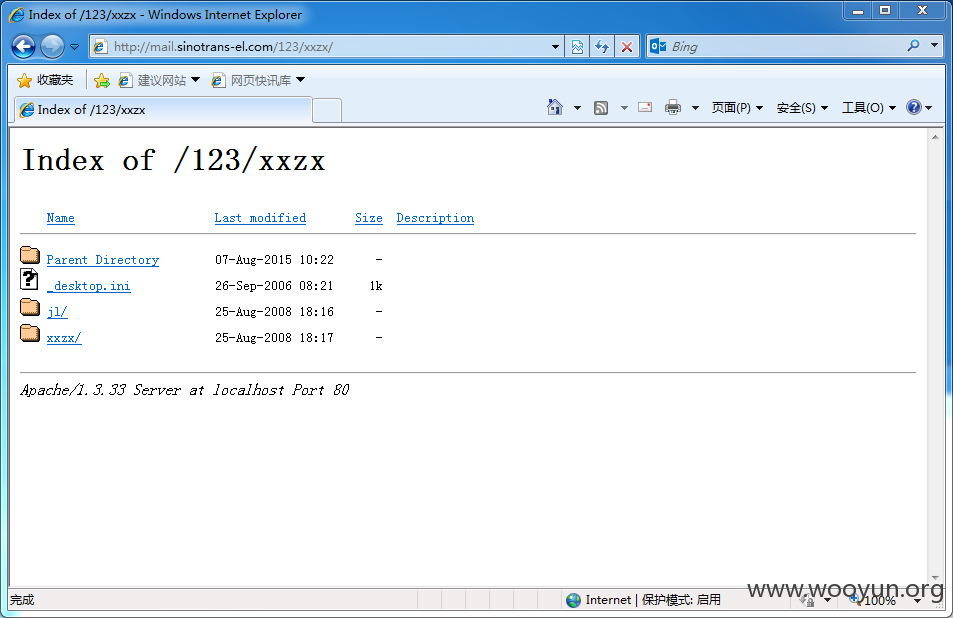 Index of /123/xxzx - Windows Internet Explorer
http://mail.sinotrans-el.com/123/xxzx/
Bing
收藏夹 建议网站 网页快讯库
Index of /123/xxzx
页面(P) 安全(S) 工具(O)
Index of /123/xxzx
Name Last modified Size Description
Parent Directory 07-Aug-2015 10:22 -
_desktop.ini 26-Sep-2006 08:21 1k
jl/ 25-Aug-2008 18:16 -
xxzx/ 25-Aug-2008 18:17 -
Apache/1.3.33 Server at localhost Port 80
www.wooyun.org
完成 Internet | 保护模式: 启用 100%